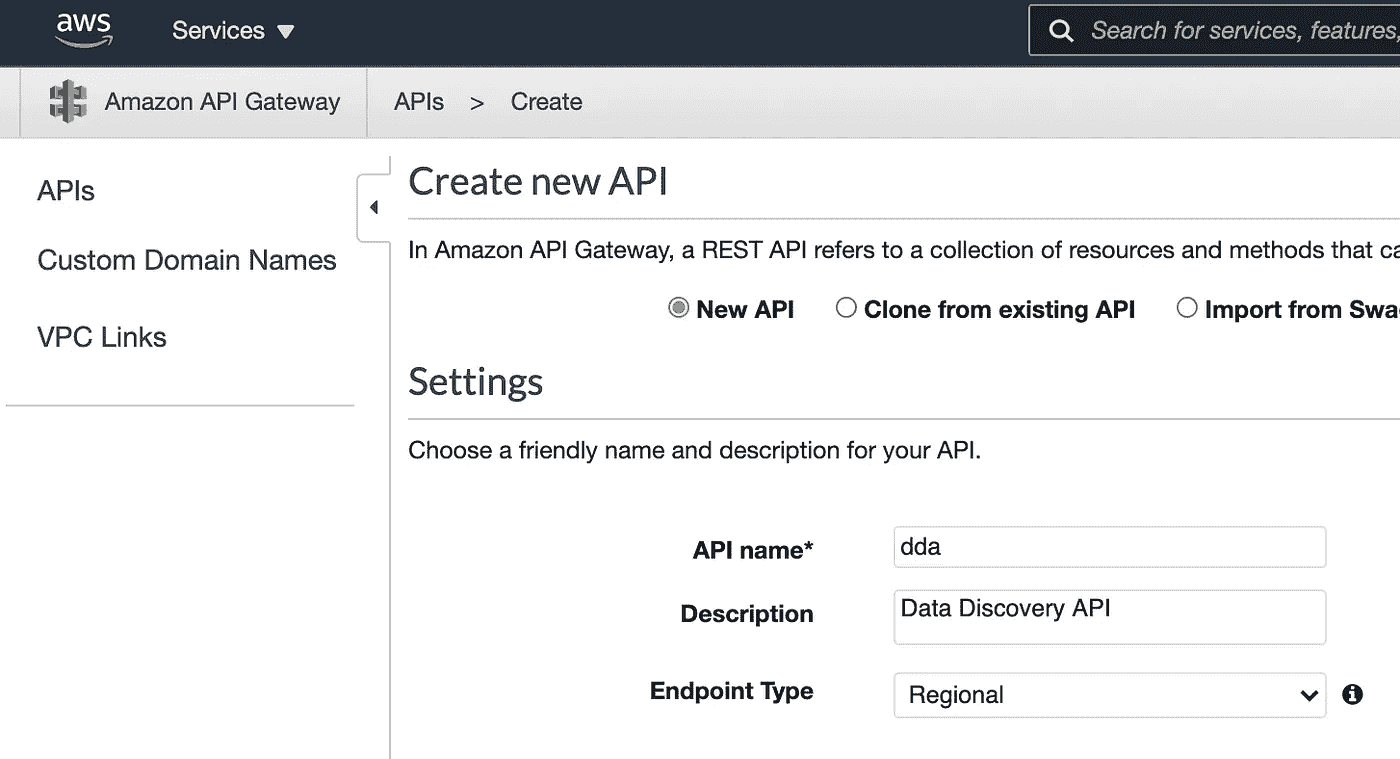 aws Services Search for services, features,
Amazon API Gateway APIs > Create
APIs
Custom Domain Names
VPC Links
Create new API
In Amazon API Gateway, a REST API refers to a collection of resources and methods that
New API Clone from existing API Import from
Settings
Choose a friendly name and description for your API.
API name* dda
Description Data Discovery API
Endpoint Type Regional